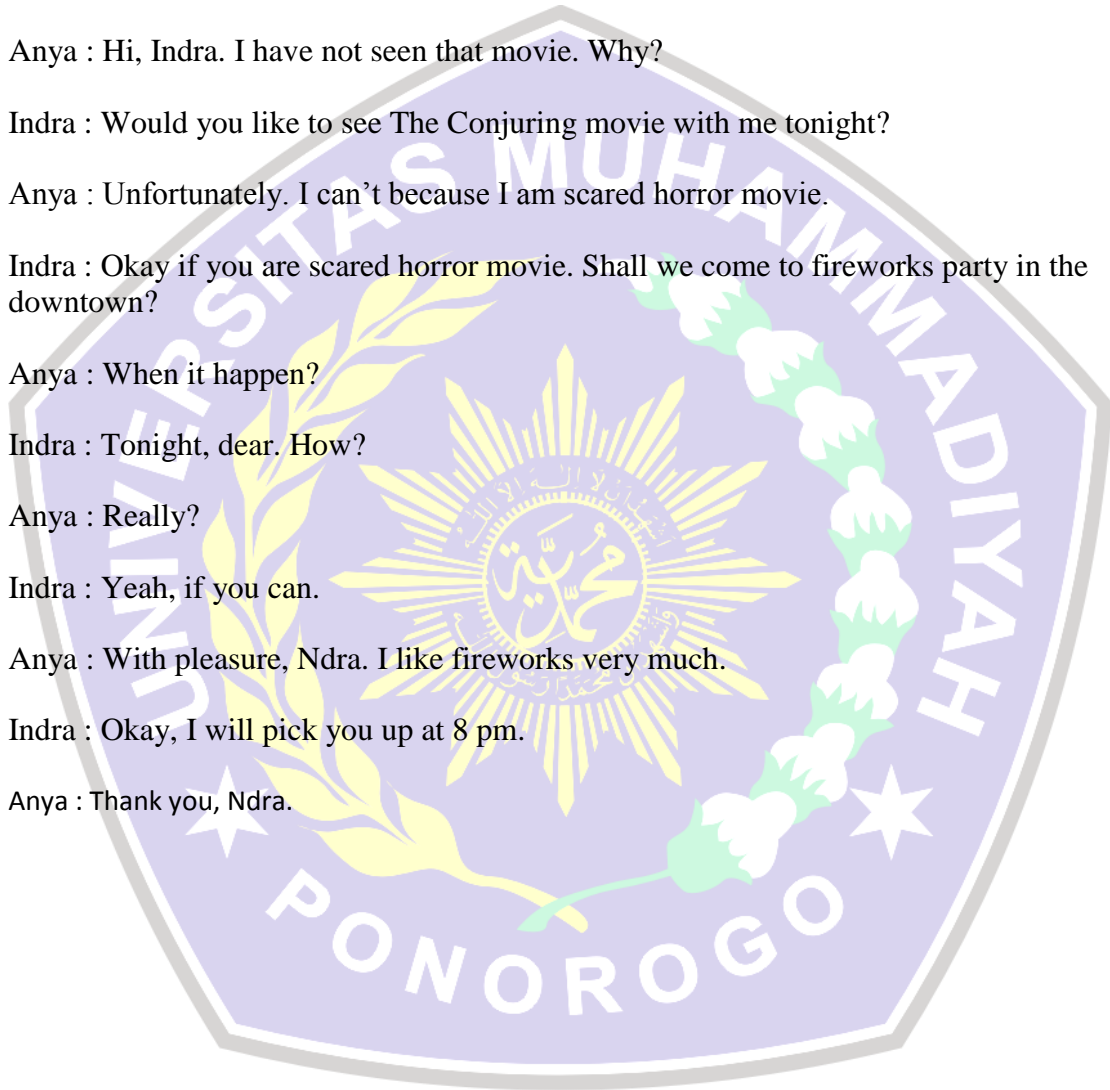 Anya : Hi, Indra. I have not seen that movie. Why?
Indra : Would you like to see The Conjuring movie with me tonight?
Anya : Unfortunately. I can’t because I am scared horror movie.
Indra : Okay if you are scared horror movie. Shall we come to fireworks party in the
downtown?
Anya : When it happen?
Indra : Tonight, dear. How?
Anya : Really?
Indra : Yeah, if you can.
Anya : With pleasure, Ndra. I like fireworks very much.
Indra : Okay, I will pick you up at 8 pm.
Anya : Thank you, Ndra.
UNIVERSITAS MUHAMMADIYAH
PONOROGO
محمدية